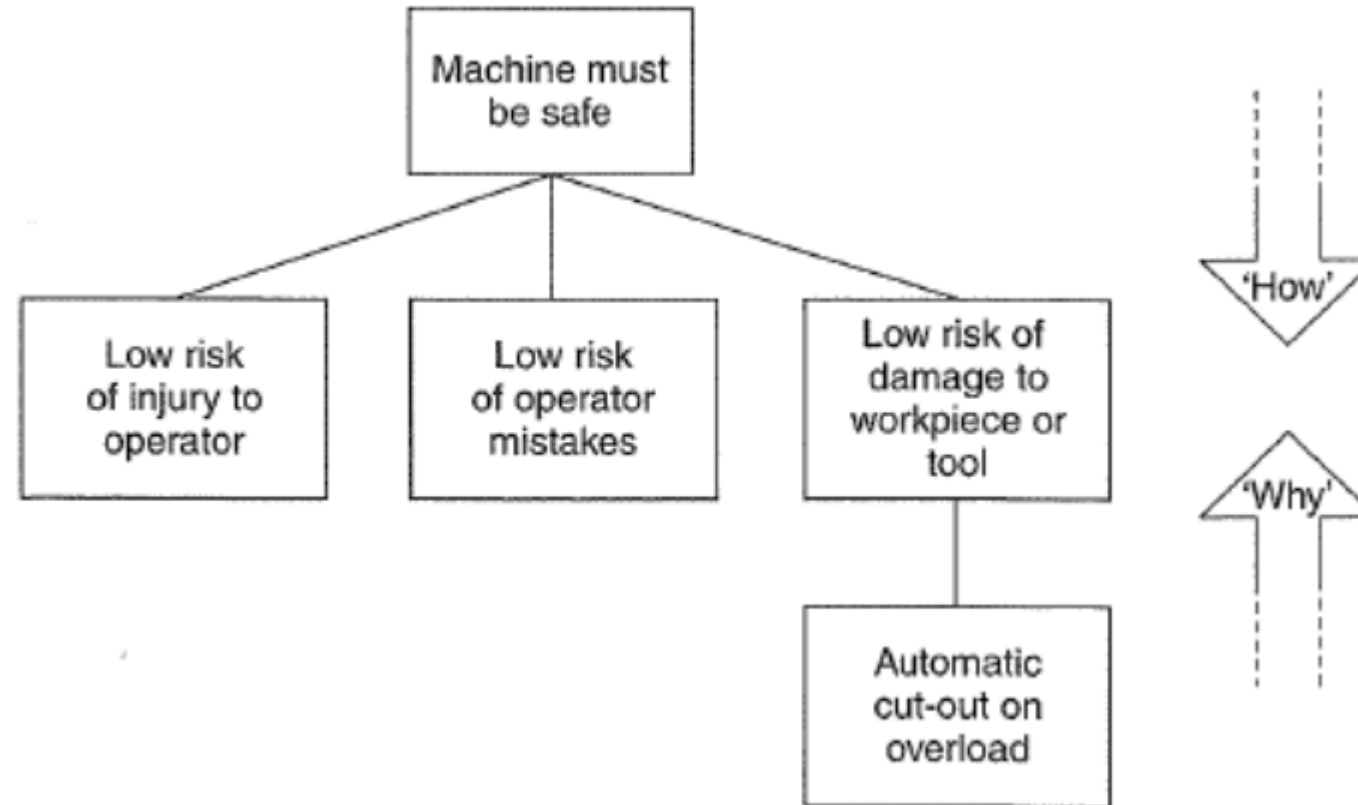 Machine must
be safe
Low risk
of injury to
operator
Low risk
of operator
mistakes
Low risk of
damage to
workpiece or
tool
'How'
'Why'
Automatic
cut-out on
overload